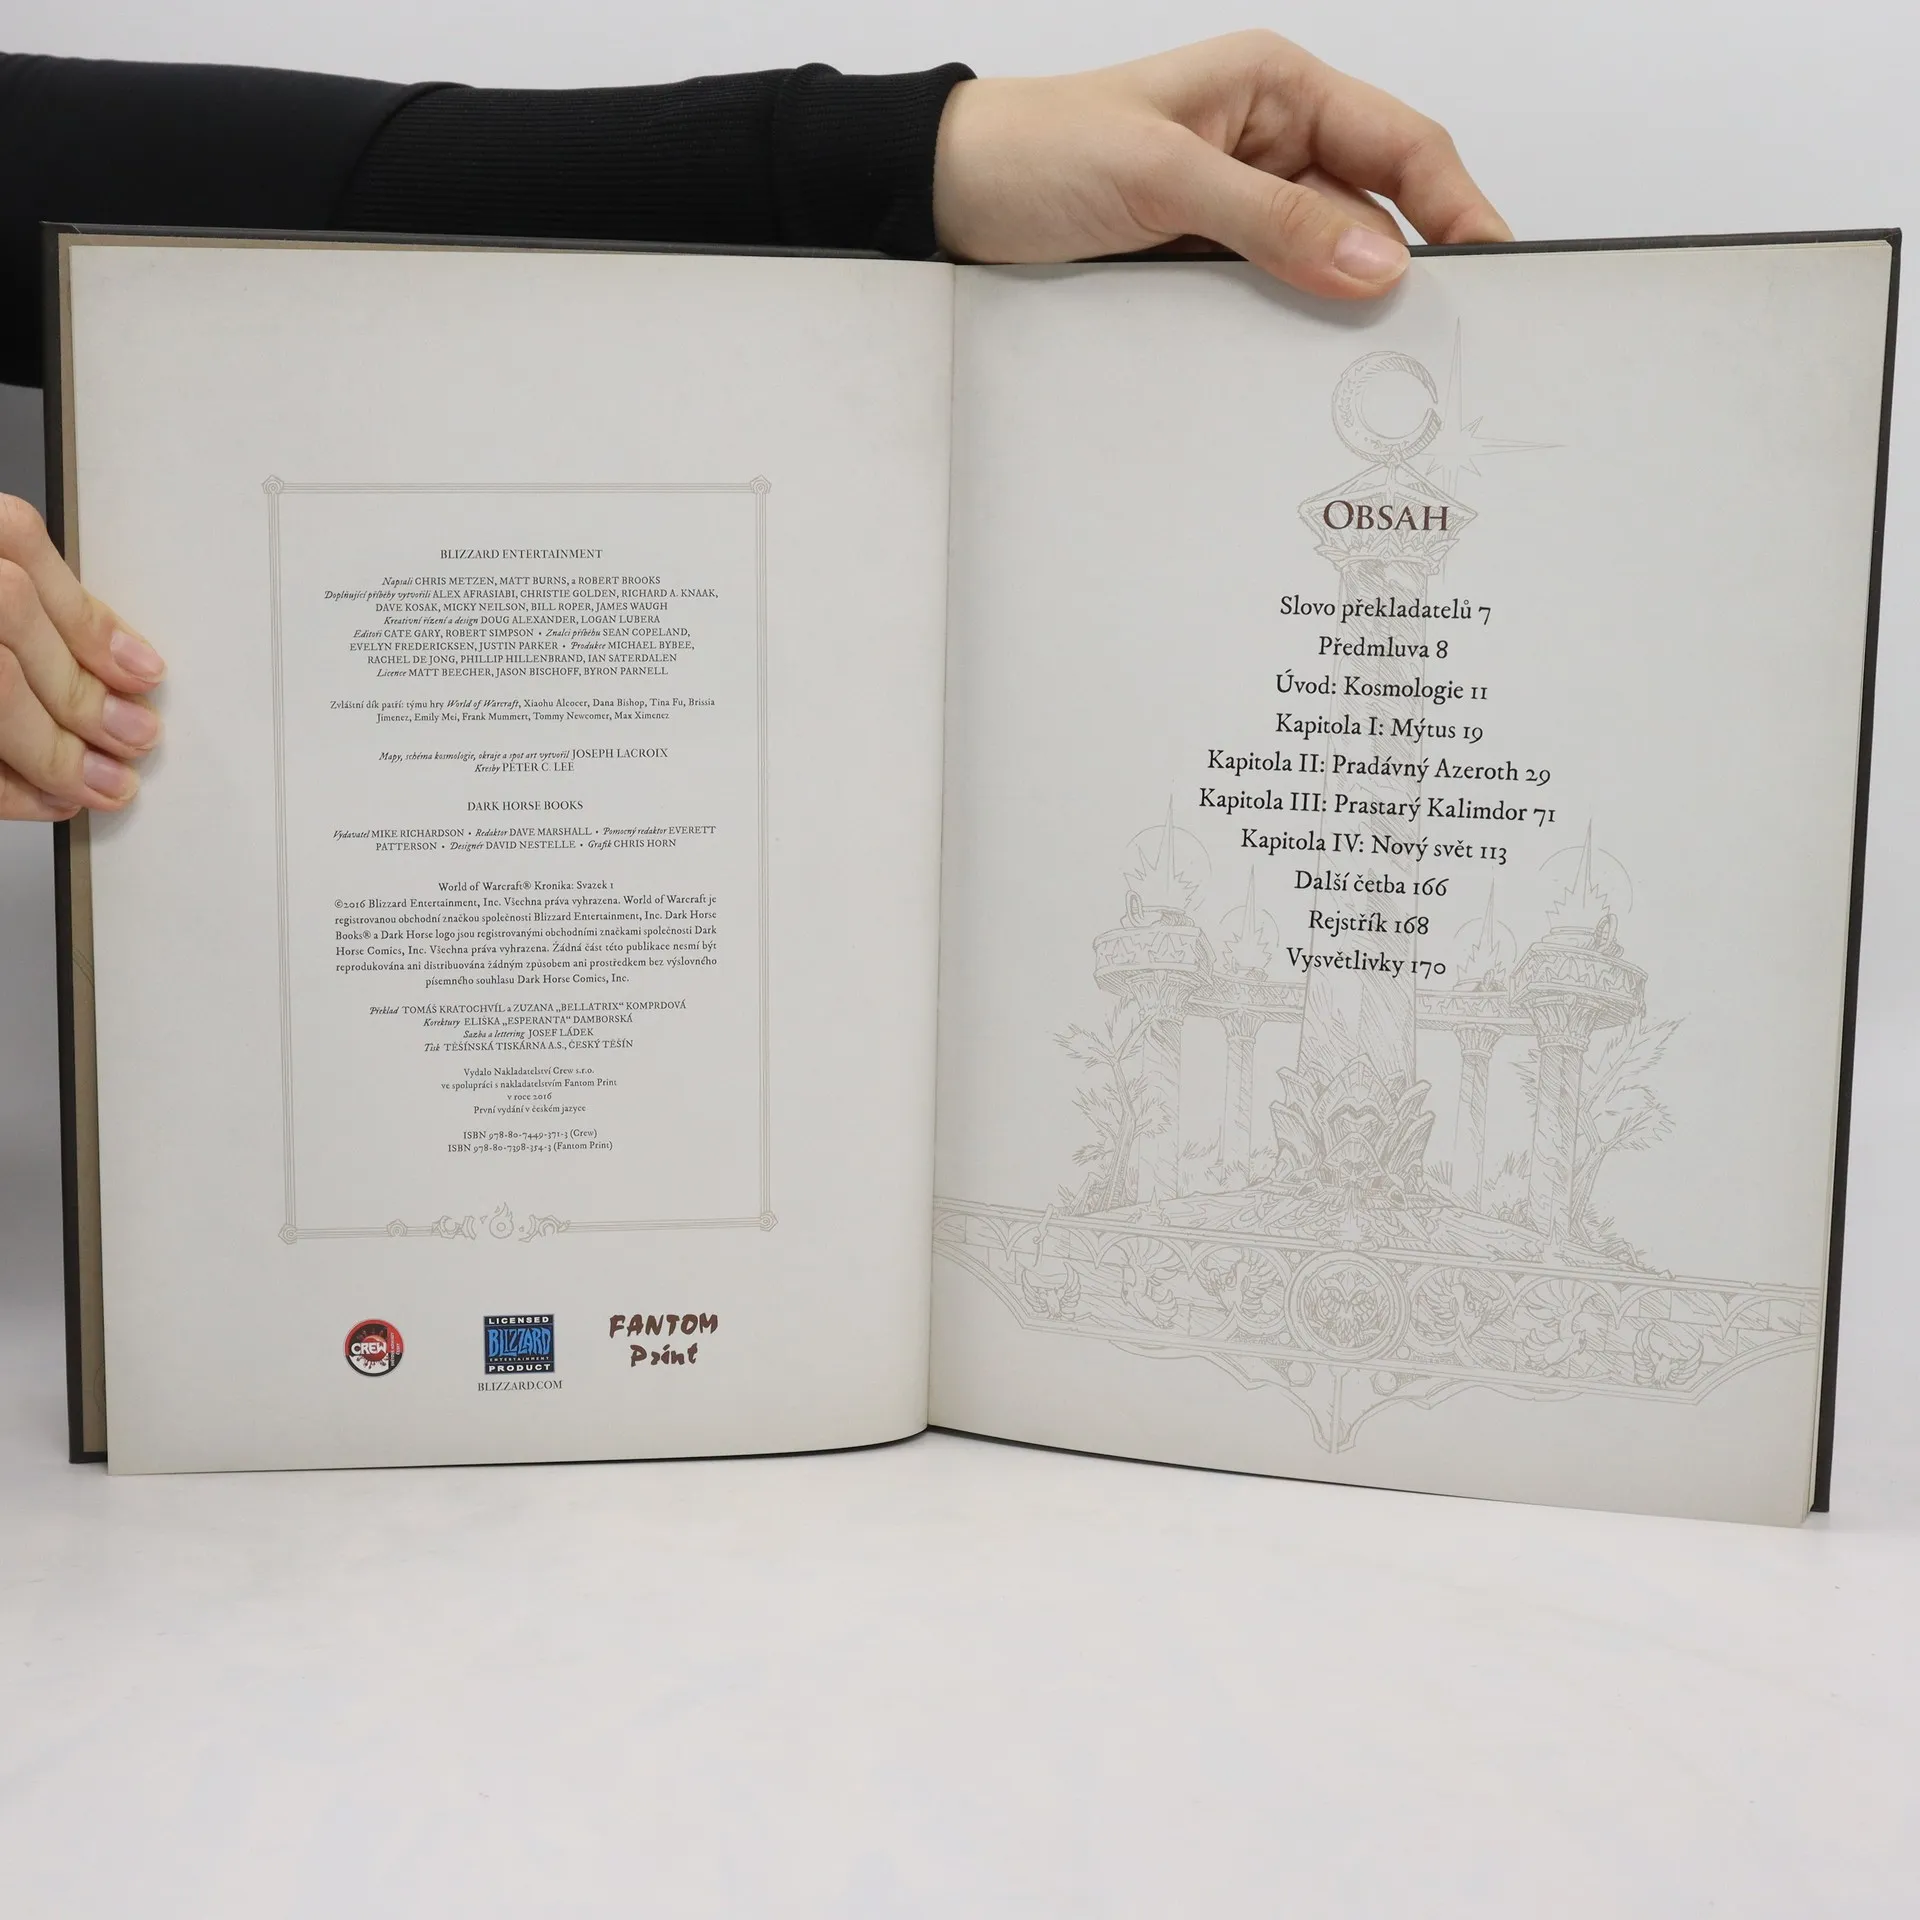 BLIZZARD ENTERTAINMENT
Napsali CHRIS METZEN, MATT BURNS, a ROBERT BROOKS
Doplňující příběhy vytvořili ALEX AFRASIABI, CHRISTIE GOLDEN, RICHARD A. KNAAK,
DAVE KOSAK, MICKY NEILSON, BILL ROPER, JAMES WAUGH
Kreativní řízení a design DOUG ALEXANDER, LOGAN LUBERA
Editoři CATE GARY, ROBERT SIMPSON • Znalci příběhu SEAN COPELAND,
EVELYN FREDERICKSEN, JUSTIN PARKER • Produkce MICHAEL BYBEE,
RACHEL DE JONG, PHILLIP HILLENBRAND, IAN SATERDALEN
Licence MATT BEECHER, JASON BISCHOFF, BYRON PARNELL
Zvláštní dík patří: týmu hry World of Warcraft, Xiaohu Alcocer, Dana Bishop, Tina Fu, Brissia
Jimenez, Emily Mei, Frank Mummert, Tommy Newcomer, Max Ximenez
Mapy, schéma kosmologie, okraje a spot art vytvořil JOSEPH LACROIX
Kresby PETER C. LEE
DARK HORSE BOOKS
Vydavatel MIKE RICHARDSON • Redaktor DAVE MARSHALL • Pomocný redaktor EVERETT
PATTERSON • Designér DAVID NESTELLE • Grafik CHRIS HORN
World of Warcraft® Kronika: Svazek 1
©2016 Blizzard Entertainment, Inc. Všechna práva vyhrazena. World of Warcraft je
registrovanou obchodní značkou společnosti Blizzard Entertainment, Inc. Dark Horse
Books® a Dark Horse logo jsou registrovanými obchodními značkami společnosti Dark
Horse Comics, Inc. Všechna práva vyhrazena. Žádná část této publikace nesmí být
reprodukována ani distribuována žádným způsobem ani prostředkem bez výslovného
písemného souhlasu Dark Horse Comics, Inc.
Překlad TOMÁŠ KRATOCHVÍL a ZUZANA „BELLATRIX“ KOMPRDOVÁ
Korektury ELIŠKA „ESPERANTA“ DAMBORSKÁ
Sazba a lettering JOSEF LÁDEK
Tisk TĚŠÍNSKÁ TISKÁRNA A.S., ČESKÝ TĚŠÍN
Vydalo Nakladatelství Crew s.r.o.
ve spolupráci s nakladatelstvím Fantom Print
v roce 2016
První vydání v českém jazyce
ISBN 978-80-7449-371-3 (Crew)
ISBN 978-80-7398-354-3 (Fantom Print)
CREW
LICENSED
BLIZZARD
ENTERTAINMENT
PRODUCT
BLIZZARD.COM
FANTOM
Print
OBSAH
Slovo překladatelů 7
Předmluva 8
Úvod: Kosmologie 11
Kapitola I: Mýtus 19
Kapitola II: Pradávný Azeroth 29
Kapitola III: Prastarý Kalimdor 71
Kapitola IV: Nový svět 113
Další četba 166
Rejstřík 168
Vysvětlivky 170